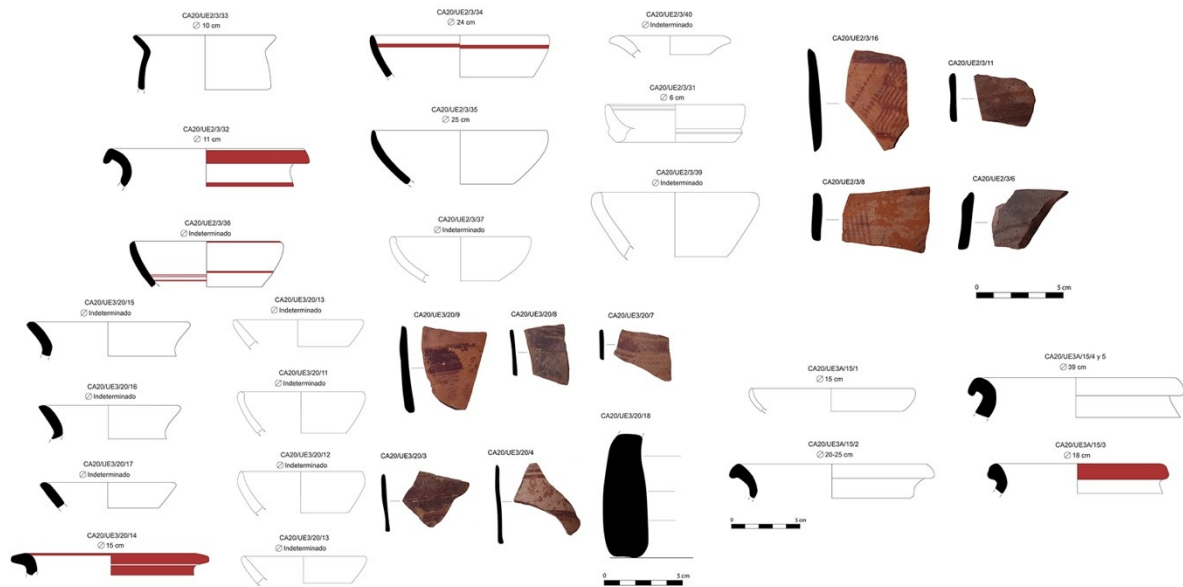 CA20/UE2/3/33
∅ 10 cm
CA20/UE2/3/34
∅ 24 cm
CA20/UE2/3/40
∅ Indeterminado
CA20/UE2/3/16
CA20/UE2/3/11
CA20/UE2/3/31
∅ 6 cm
CA20/UE2/3/35
∅ 25 cm
CA20/UE2/3/32
∅ 11 cm
CA20/UE2/3/39
∅ Indeterminado
CA20/UE2/3/8
CA20/UE2/3/6
CA20/UE2/3/36
∅ Indeterminado
CA20/UE2/3/37
∅ Indeterminado
0 5 cm
CA20/UE3/20/15
∅ Indeterminado
CA20/UE3/20/13
∅ Indeterminado
CA20/UE3/20/9
CA20/UE3/20/8
CA20/UE3/20/7
CA20/UE3/20/16
∅ Indeterminado
CA20/UE3/20/11
∅ Indeterminado
CA20/UE3A/15/1
∅ 15 cm
CA20/UE3A/15/4 y 5
∅ 39 cm
CA20/UE3/20/18
CA20/UE3/20/17
∅ Indeterminado
CA20/UE3/20/12
∅ Indeterminado
CA20/UE3/20/3
CA20/UE3/20/4
CA20/UE3A/15/2
∅ 20-25 cm
CA20/UE3A/15/3
∅ 18 cm
0 5 cm
CA20/UE3/20/14
∅ 15 cm
CA20/UE3/20/13
∅ Indeterminado
0 5 cm